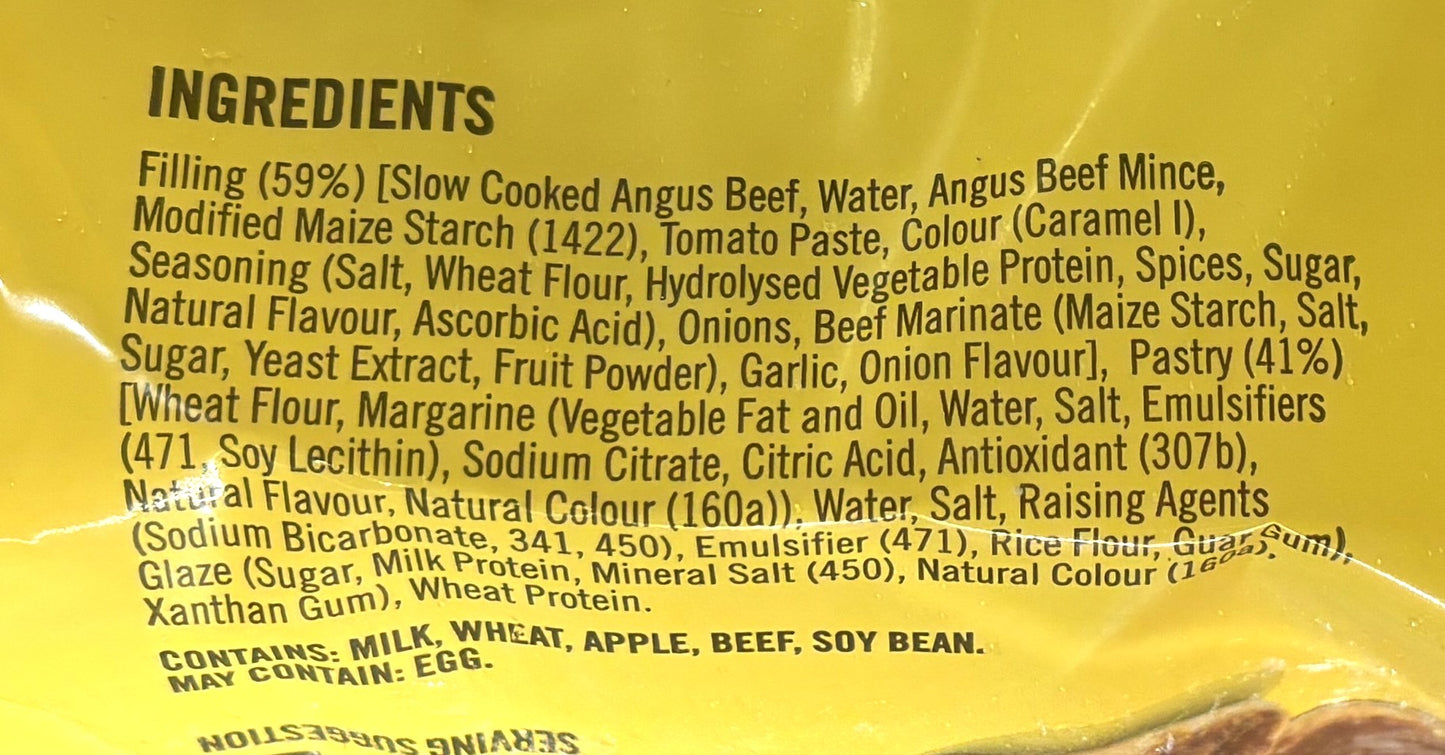 INGREDIENTS
Filling (59%) [Slow Cooked Angus Beef, Water, Angus Beef Mince,
Modified Maize Starch (1422), Tomato Paste, Colour (Caramel I),
Seasoning (Salt, Wheat Flour, Hydrolysed Vegetable Protein, Spices, Sugar,
Natural Flavour, Ascorbic Acid), Onions, Beef Marinate (Maize Starch, Salt,
Sugar, Yeast Extract, Fruit Powder), Garlic, Onion Flavour], Pastry (41%)
[Wheat Flour, Margarine (Vegetable Fat and Oil, Water, Salt, Emulsifiers
(471, Soy Lecithin), Sodium Citrate, Citric Acid, Antioxidant (307b),
Natural Flavour, Natural Colour (160a)), Water, Salt, Raising Agents
(Sodium Bicarbonate, 341, 450), Emulsifier (471), Rice Flour, Guar Gum),
Glaze (Sugar, Milk Protein, Mineral Salt (450), Natural Colour (160a),
Xanthan Gum), Wheat Protein.
CONTAINS: MILK, WHEAT, APPLE, BEEF, SOY BEAN.
MAY CONTAIN: EGG.
SERVING SUGGESTION